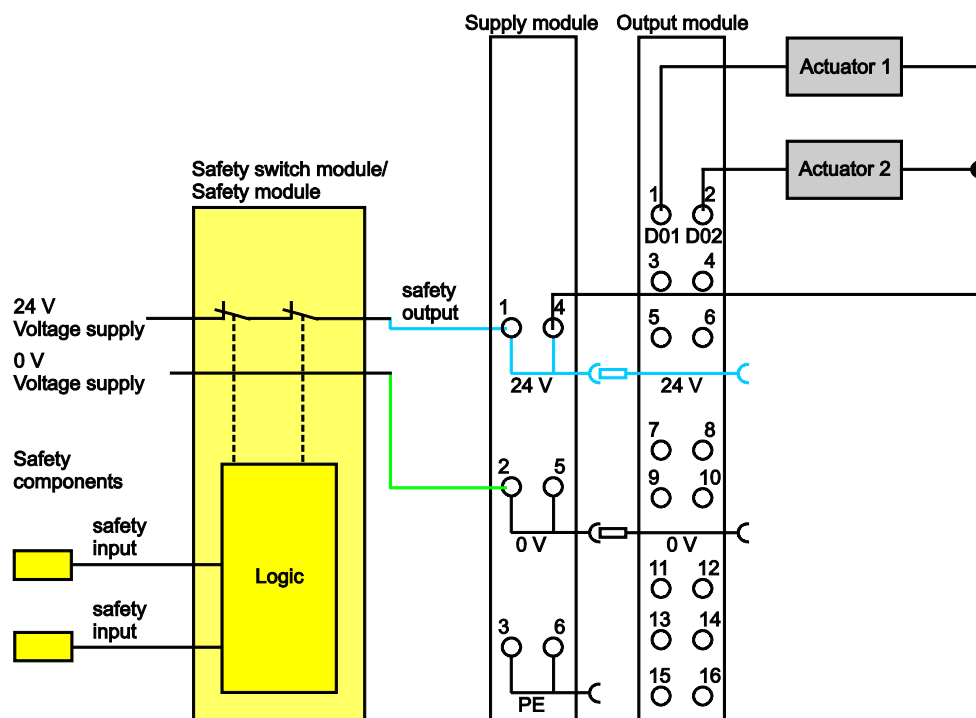 Supply module
Output module
Actuator 1
Actuator 2
Safety switch module/
Safety module
1
2
D01
D02
3
4
24 V
Voltage supply
safety
output
1
4
5
6
0 V
Voltage supply
24 V
24 V
7
8
Safety
components
2
5
9
10
safety
input
0 V
0 V
Logic
11
12
safety
input
3
6
13
14
15
16
PE